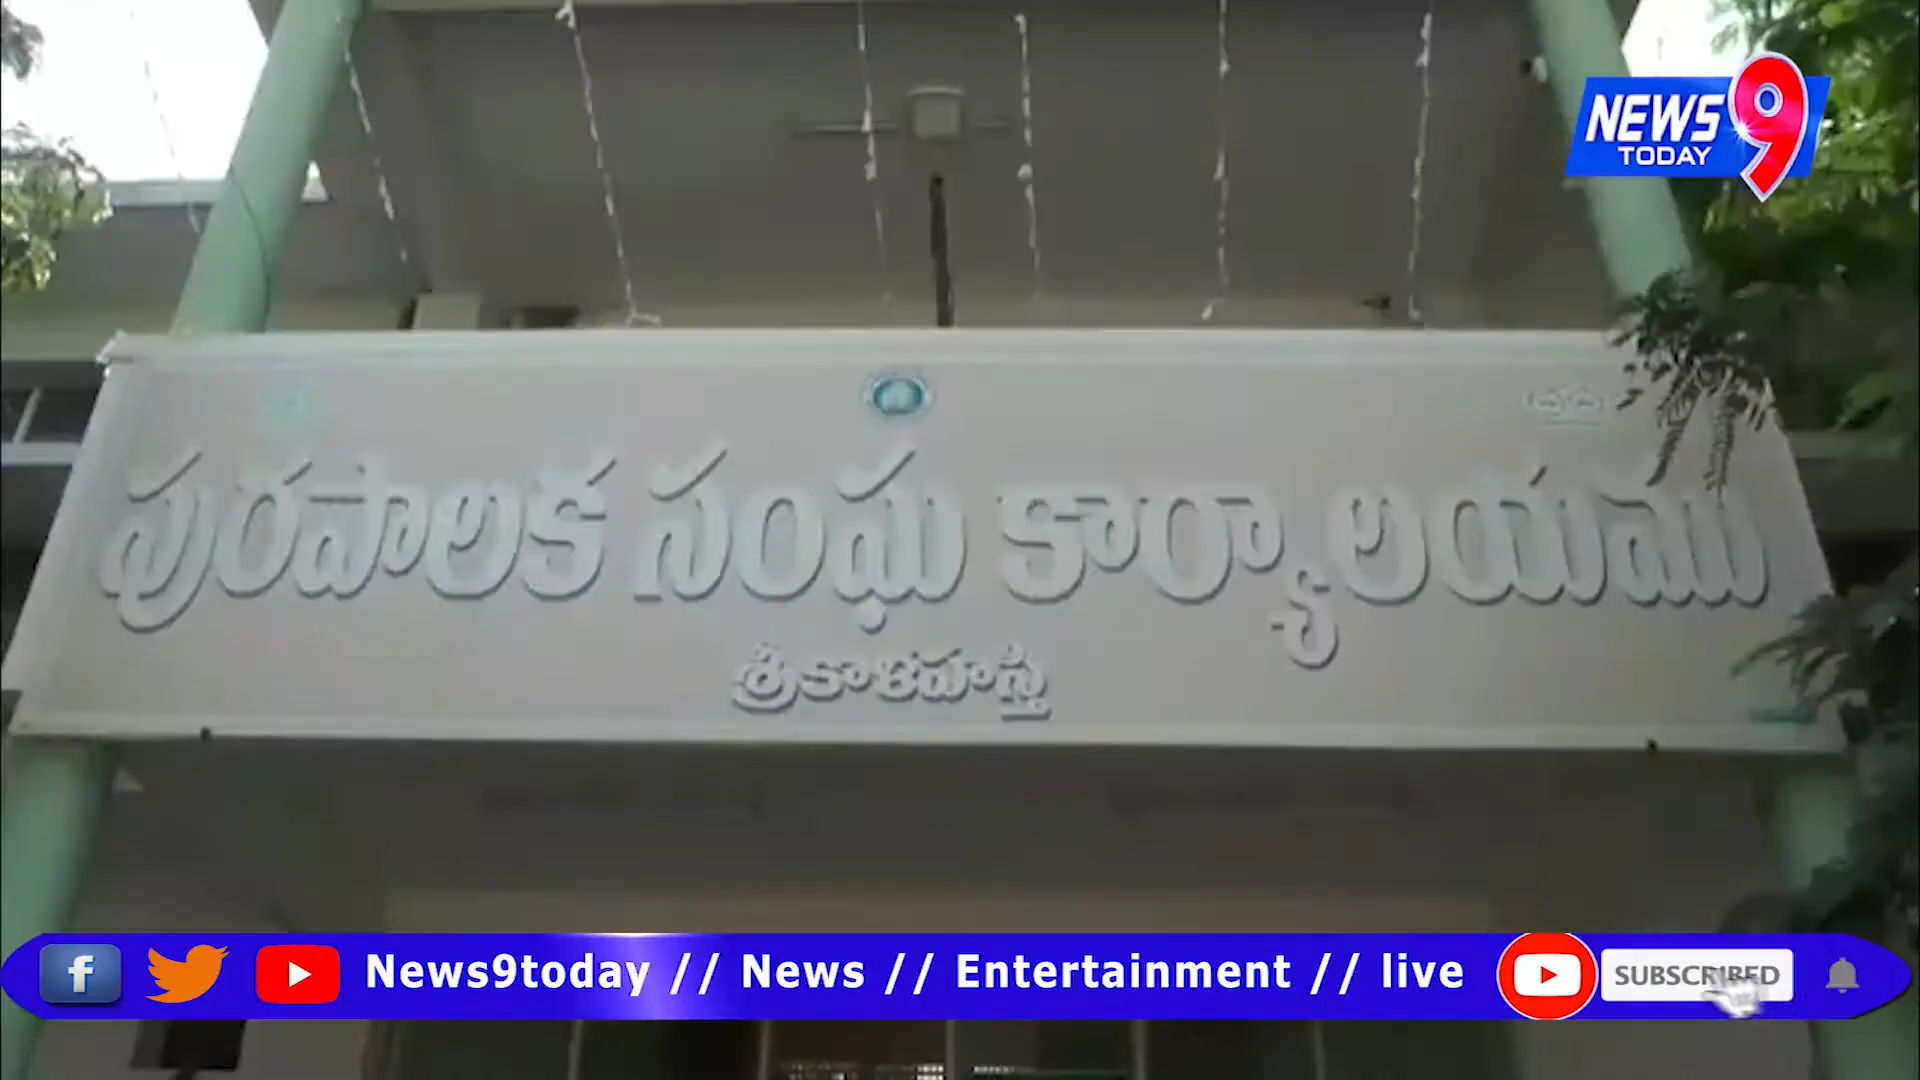 NEWS 9
TODAY
పురపాలక సంఘ కార్యాలయము
శ్రీకాళహస్తి
News9today // News // Entertainment // live
SUBSCRIBED